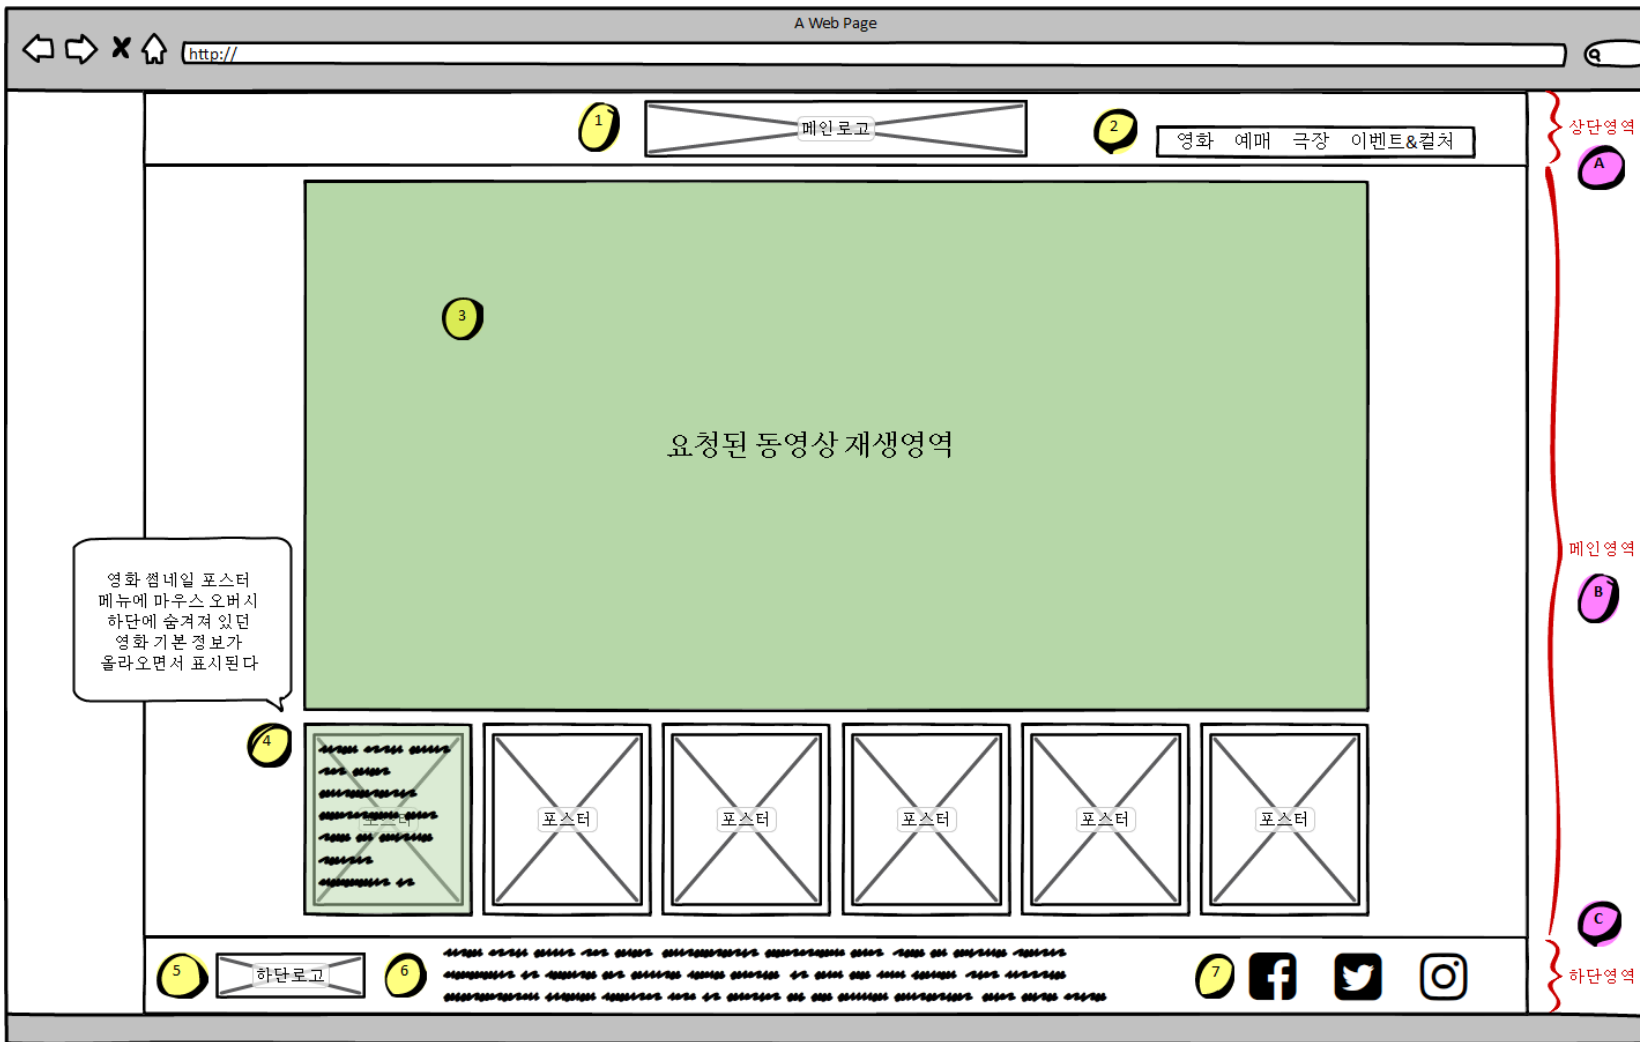 A Web Page
http://
1
메인로고
2
영화 예매 극장 이벤트&컬처
상단영역
A
3
요청된 동영상 재생영역
영화 썸네일 포스터
메뉴에 마우스 오버시
하단에 숨겨져 있던
영화 기본 정보가
올라오면서 표시된다
메인영역
B
4
포스터
포스터
포스터
포스터
포스터
포스터
C
5
하단로고
6
7
하단영역